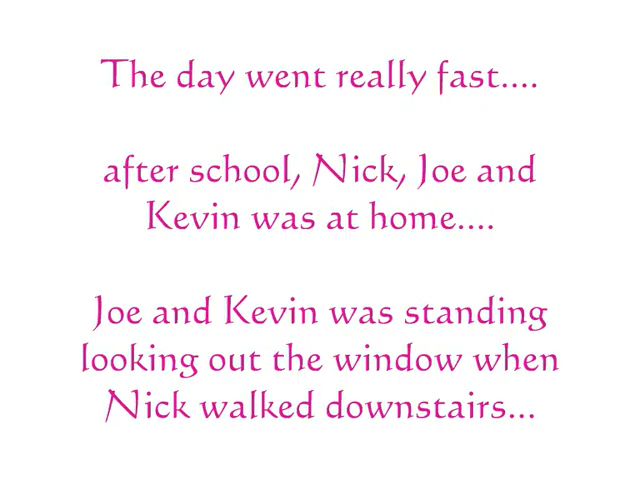 The day went really fast....
after school, Nick, Joe and
Kevin was at home....
Joe and Kevin was standing
looking out the window when
Nick walked downstairs...